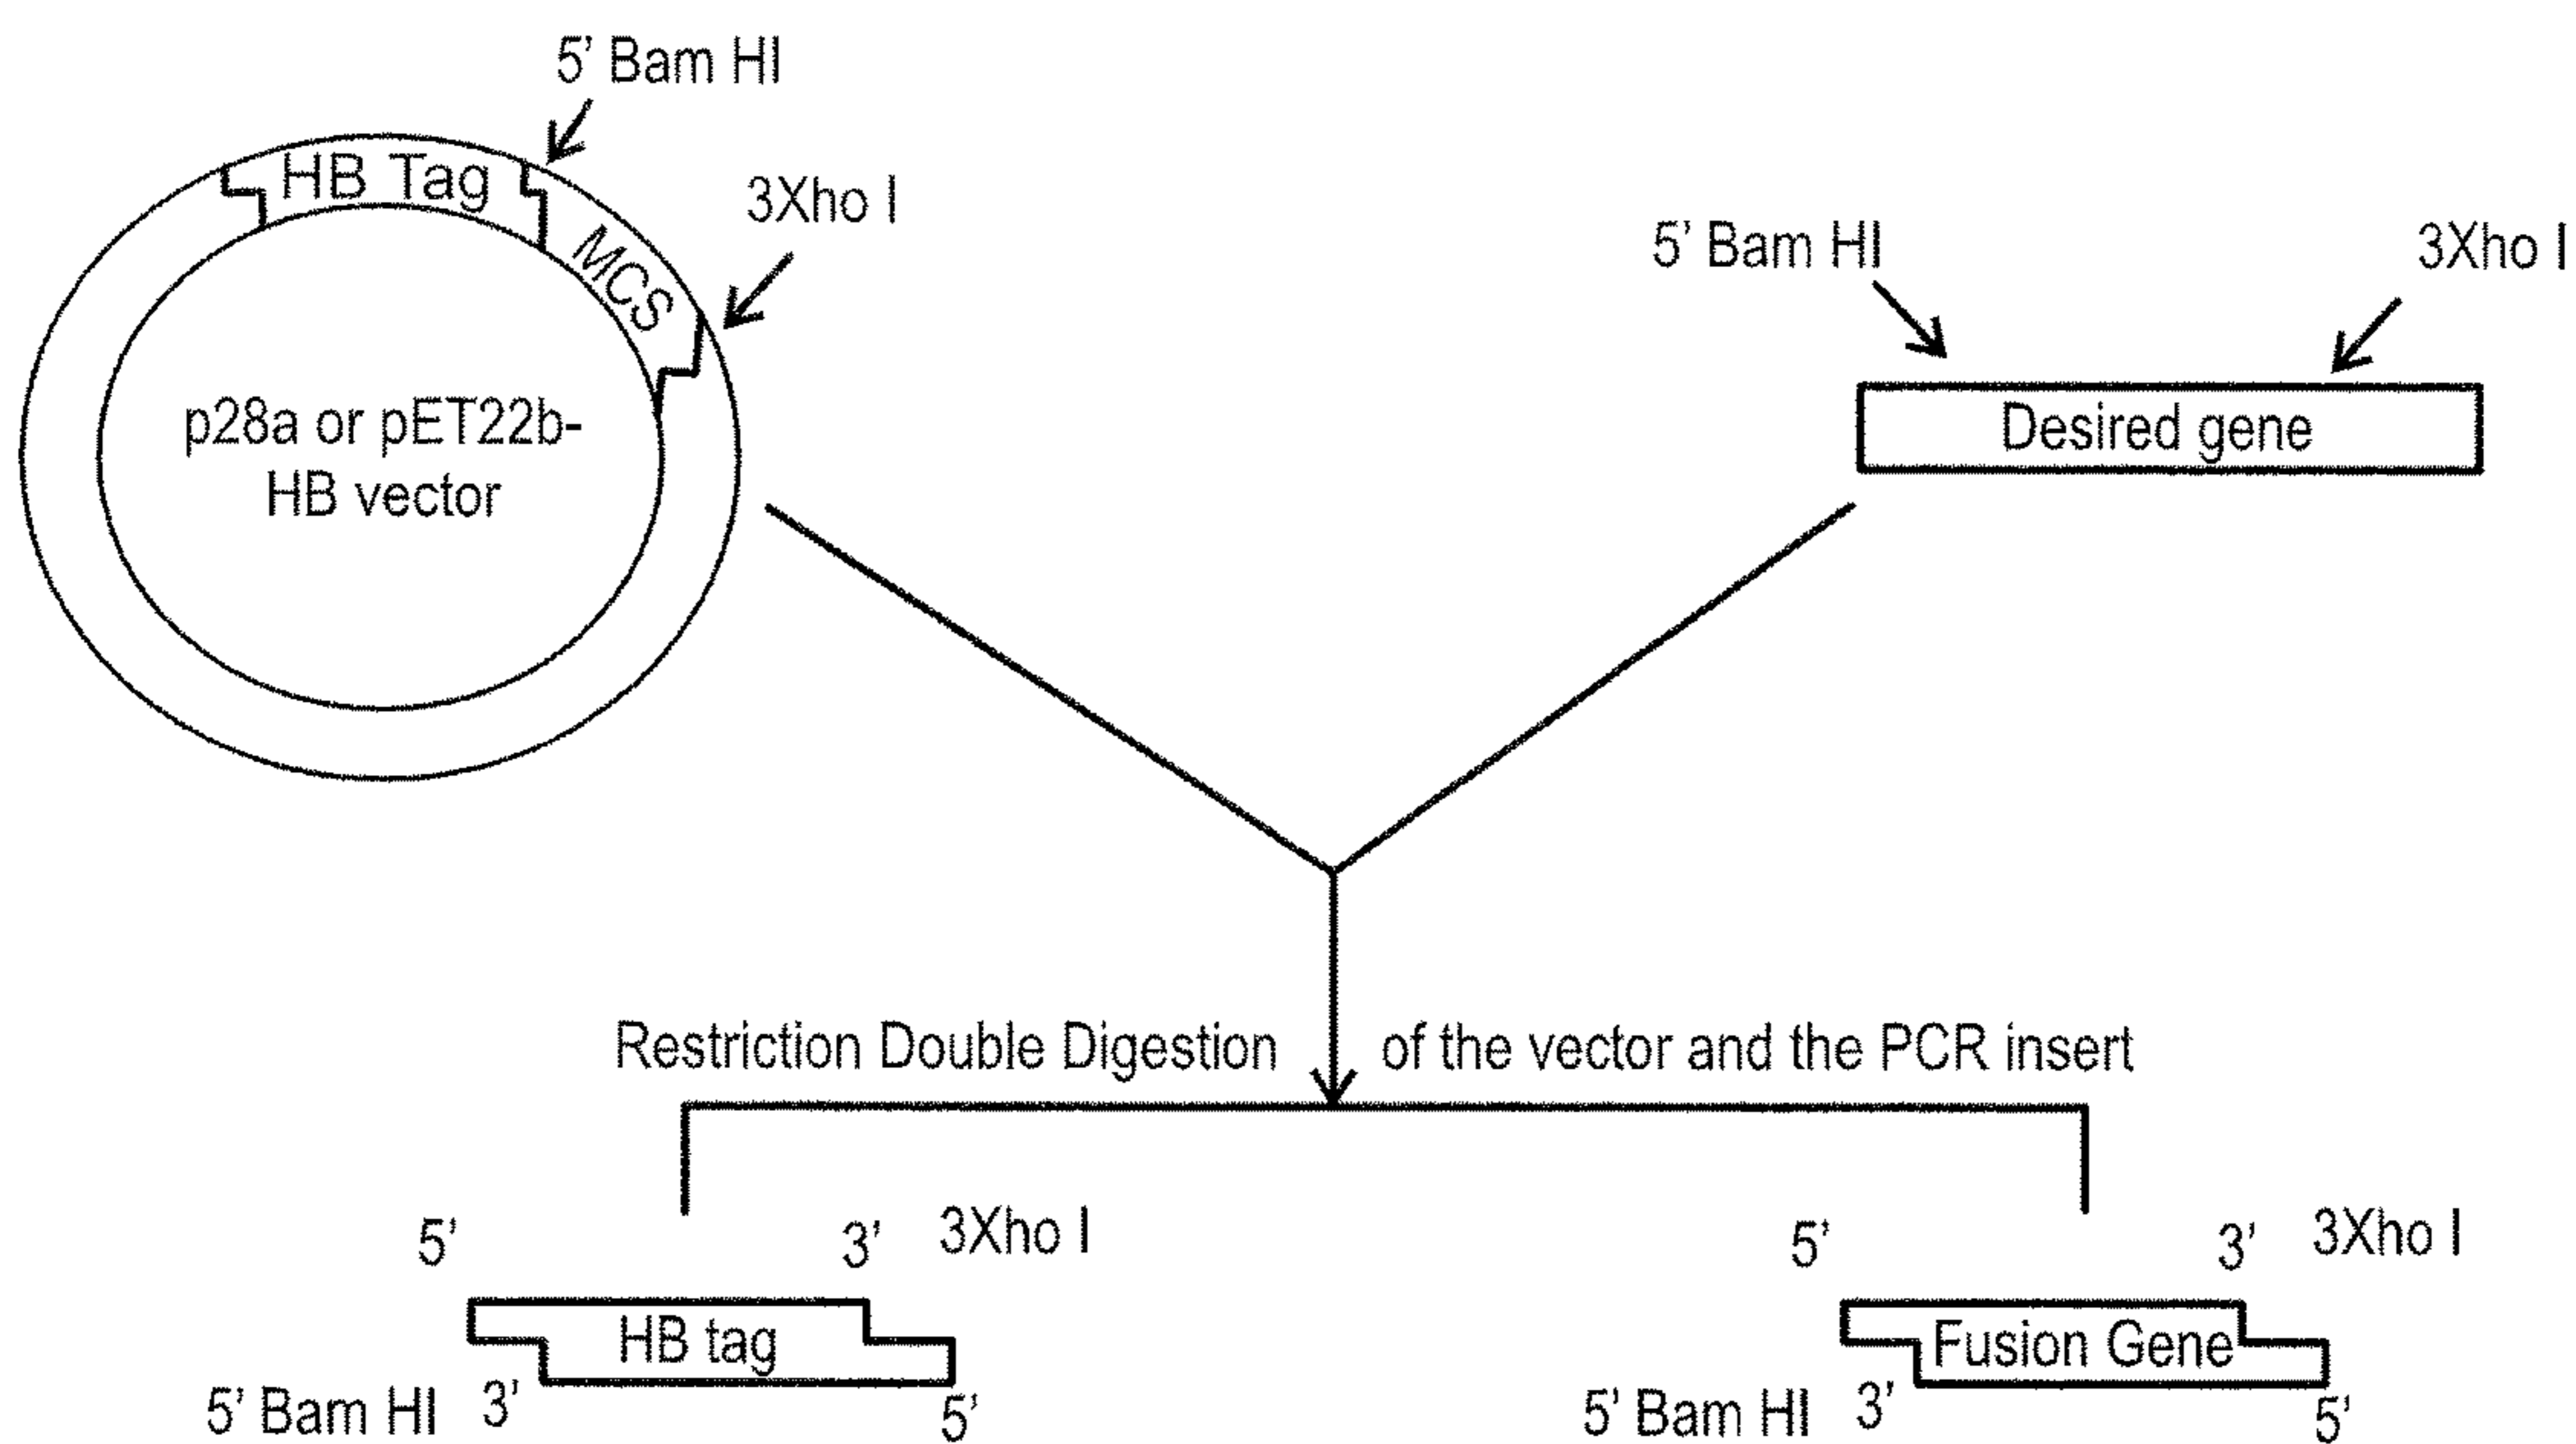 5' Bam HI
HB Tag
3Xho I
MCS
p28a or pET22b-
HB vector
5' Bam HI
3Xho I
Desired gene
Restriction Double Digestion of the vector and the PCR insert
5' 3' 3Xho I
HB tag
5' Bam HI 3' 5'
5' 3' 3Xho I
Fusion Gene
5' Bam HI 3' 5'